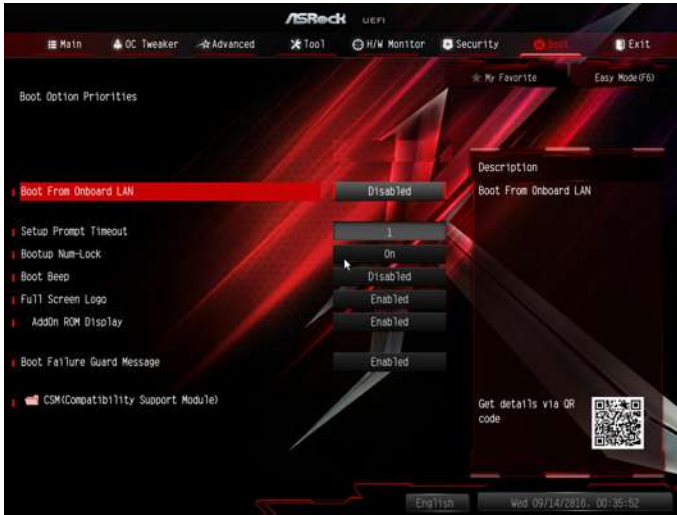 ASRock UEFI
Main OC Tweaker Advanced Tool H/W Monitor Security Boot Exit
My Favorite Easy Mode(F6)
Boot Option Priorities
Description
Boot From Onboard LAN Disabled
Boot From Onboard LAN
Setup Prompt Timeout 1
Bootup Num-Lock On
Boot Beep Disabled
Full Screen Logo Enabled
AddOn ROM Display Enabled
Boot Failure Guard Message Enabled
CSM(Compatibility Support Module)
Get details via QR
code
English Wed 09/14/2016, 00:35:52